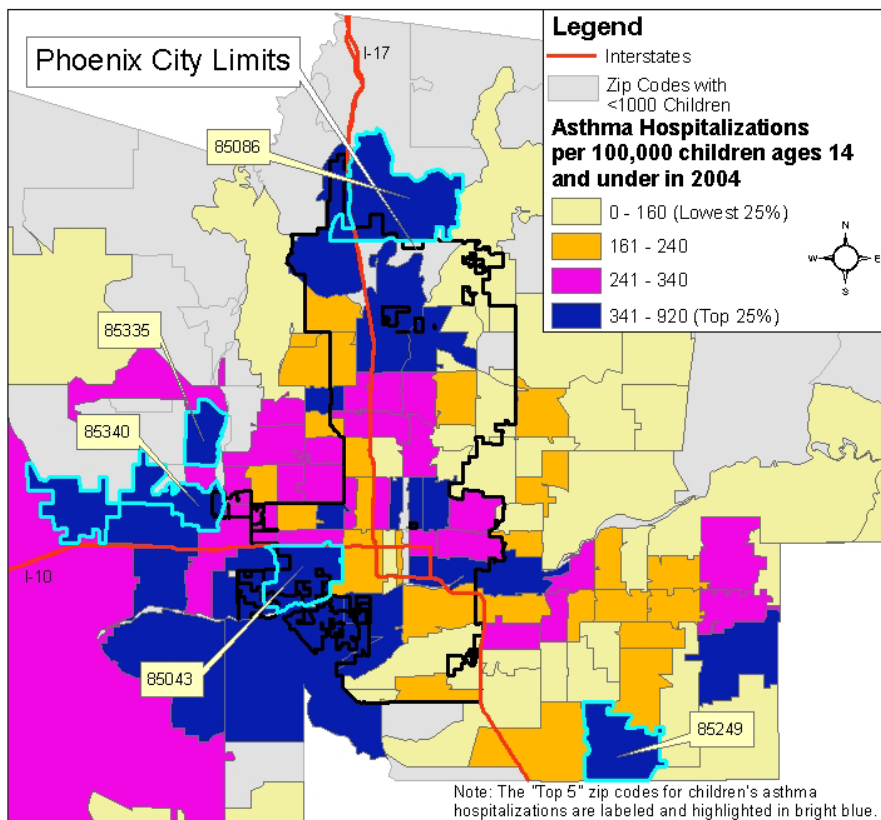 Legend
Interstates
Zip Codes with
<1000 Children
Asthma Hospitalizations
per 100,000 children ages 14
and under in 2004
0 - 160 (Lowest 25%)
161 - 240
241 - 340
341 - 920 (Top 25%)
N
W
E
S
I-17
Phoenix City Limits
85086
85335
85340
I-10
85043
85249
Note: The "Top 5" zip codes for children's asthma
hospitalizations are labeled and highlighted in bright blue.